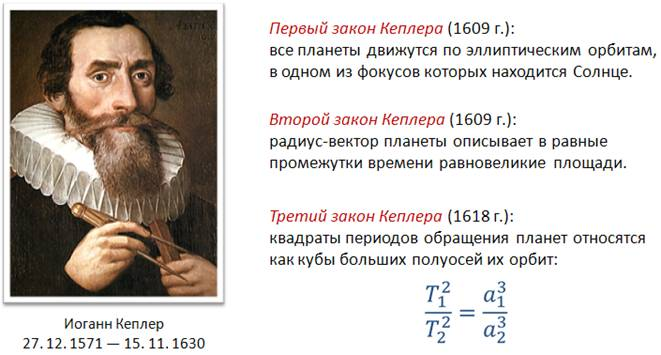 Первый закон Кеплера (1609 г.):
все планеты движутся по эллиптическим орбитам,
в одном из фокусов которых находится Солнце.
Второй закон Кеплера (1609 г.):
радиус-вектор планеты описывает в равные
промежутки времени равновеликие площади.
Третий закон Кеплера (1618 г.):
квадраты периодов обращения планет относятся
как кубы больших полуосей их орбит:
T₁²/T₂² = a₁³/a₂³
Иоганн Кеплер
27. 12. 1571 — 15. 11. 1630